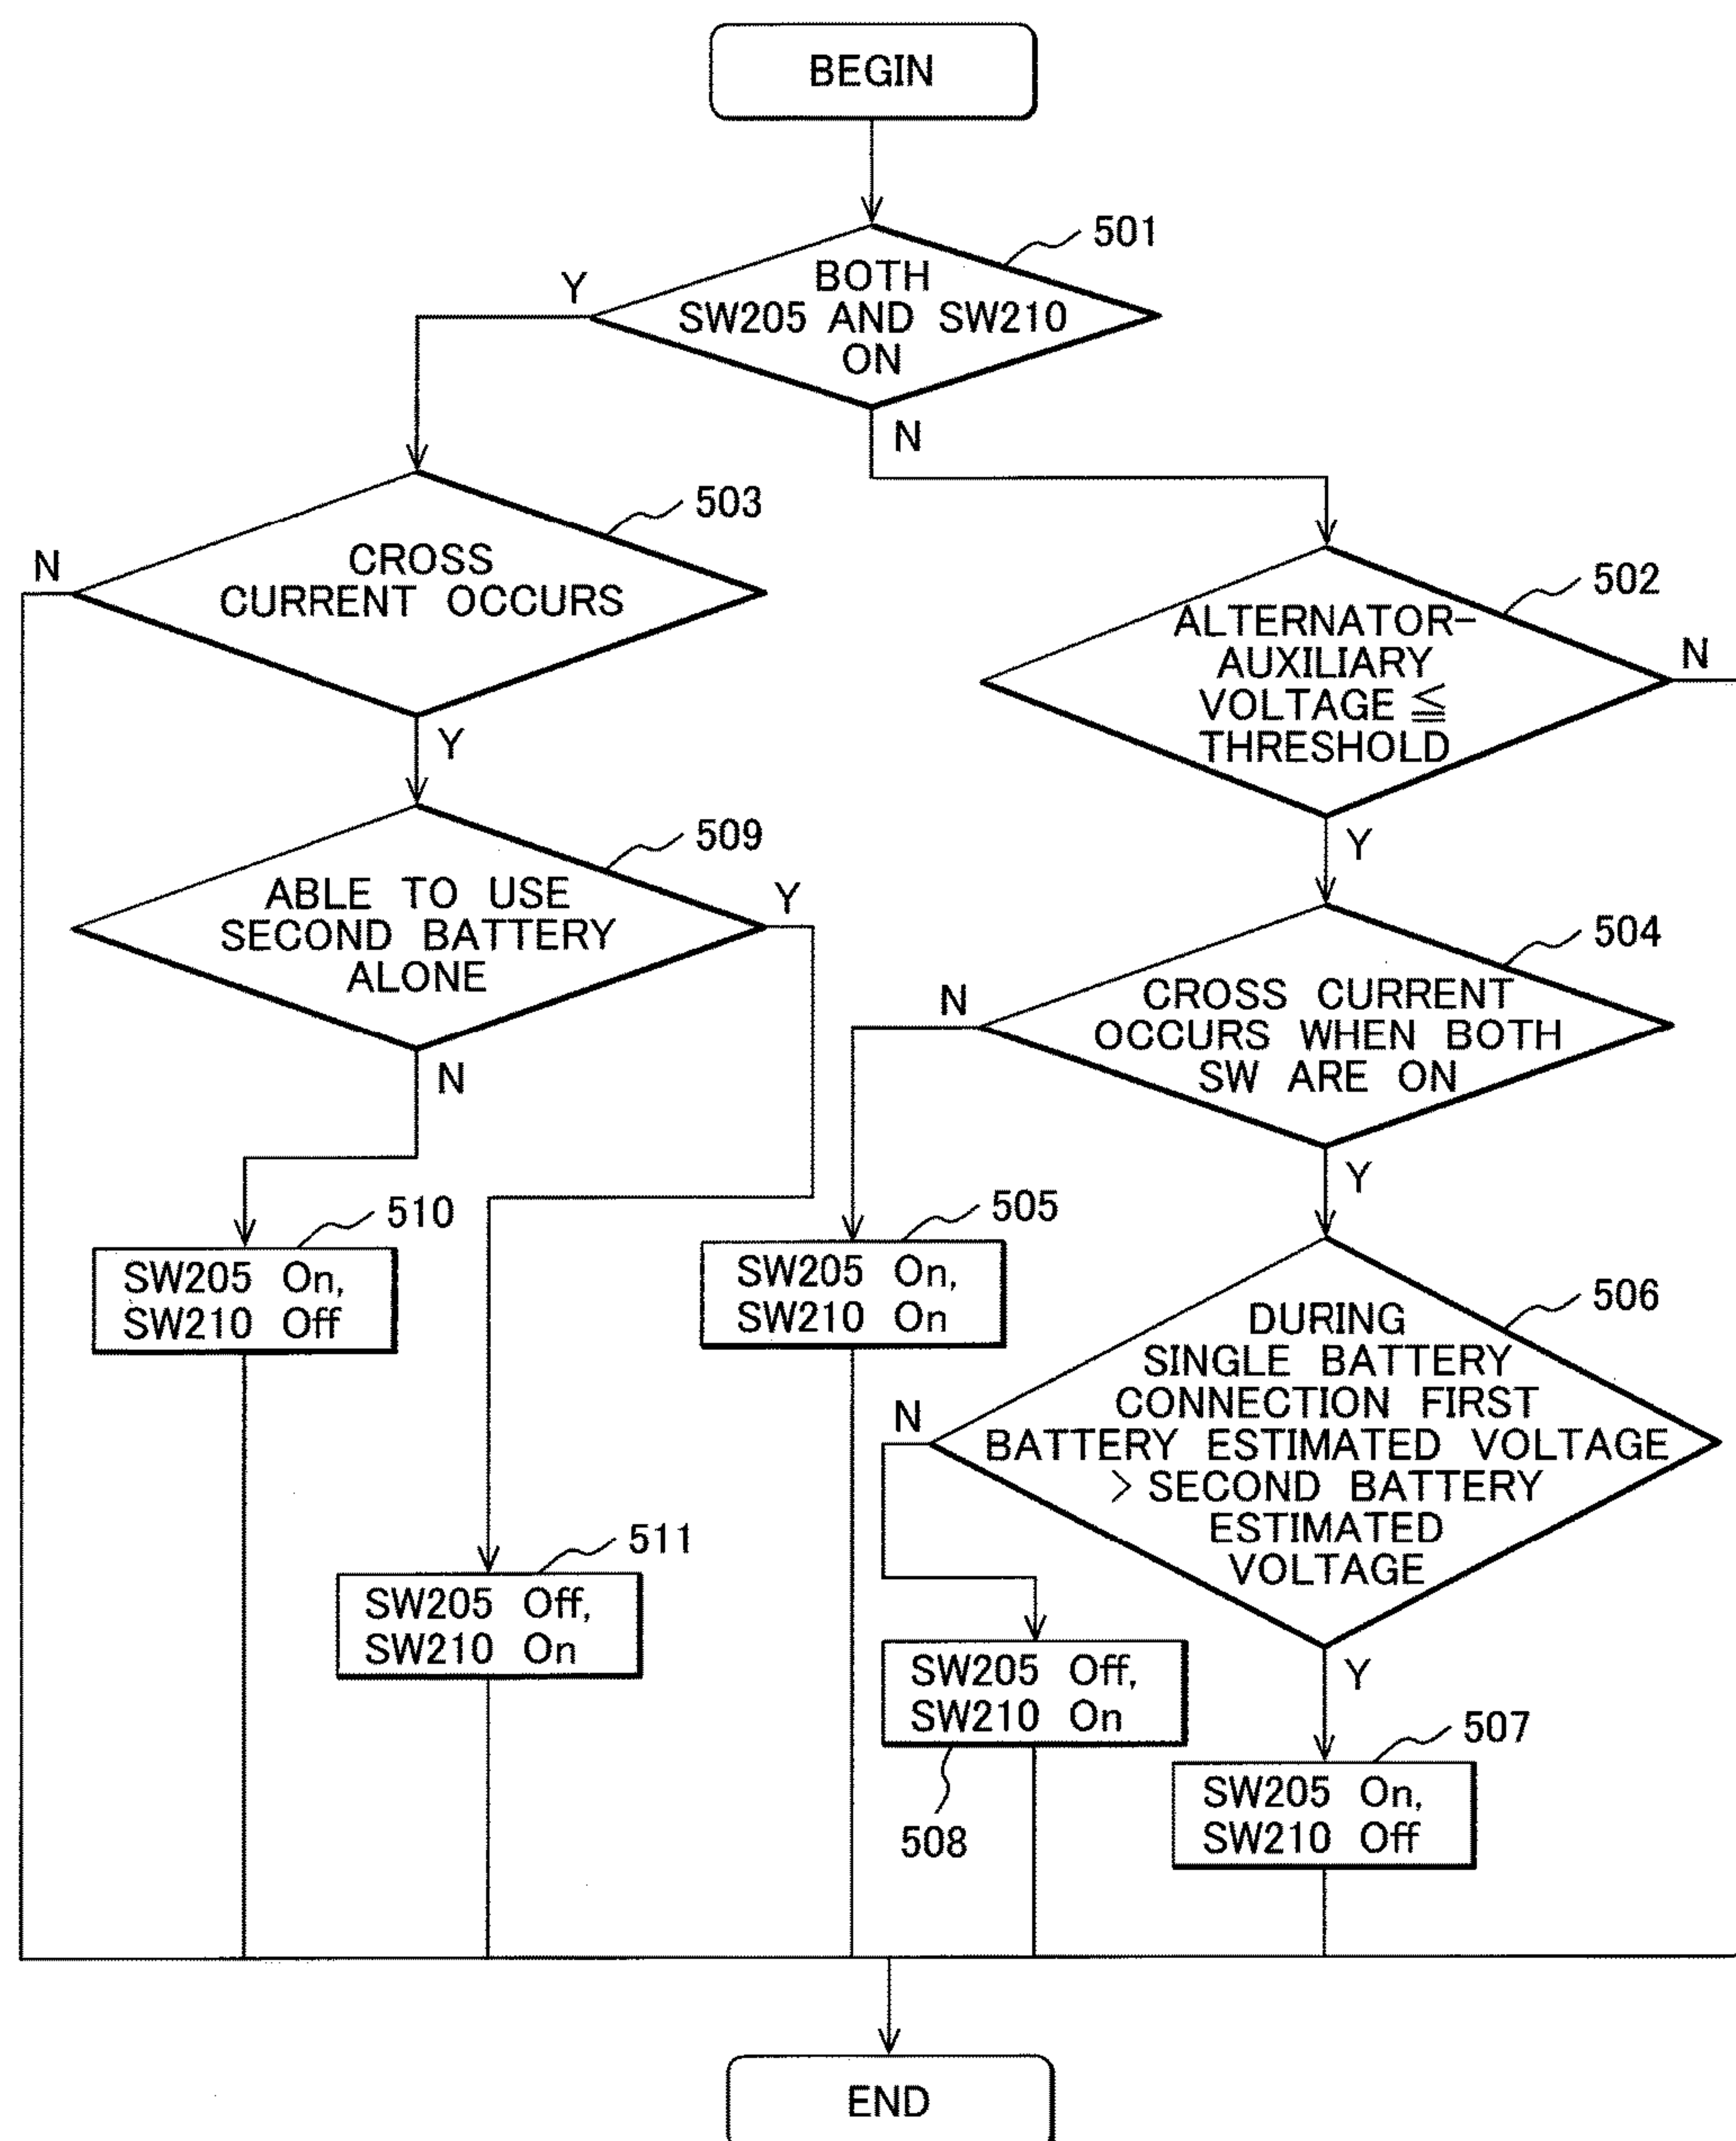 BEGIN
501
BOTH
SW205 AND SW210
ON
Y
N
503
CROSS
CURRENT OCCURS
N
Y
502
ALTERNATOR-
AUXILIARY
VOLTAGE ≦
THRESHOLD
N
Y
509
ABLE TO USE
SECOND BATTERY
ALONE
Y
N
504
CROSS CURRENT
OCCURS WHEN BOTH
SW ARE ON
N
Y
510
SW205 On,
SW210 Off
505
SW205 On,
SW210 On
506
DURING
SINGLE BATTERY
CONNECTION FIRST
BATTERY ESTIMATED VOLTAGE
> SECOND BATTERY
ESTIMATED
VOLTAGE
N
Y
511
SW205 Off,
SW210 On
SW205 Off,
SW210 On
508
507
SW205 On,
SW210 Off
END